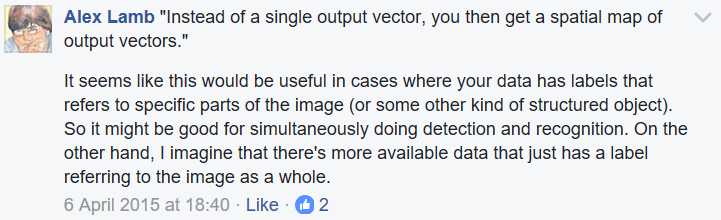 Alex Lamb "Instead of a single output vector, you then get a spatial map of
output vectors."
It seems like this would be useful in cases where your data has labels that
refers to specific parts of the image (or some other kind of structured object).
So it might be good for simultaneously doing detection and recognition. On the
other hand, I imagine that there's more available data that just has a label
referring to the image as a whole.
6 April 2015 at 18:40 · Like · 2